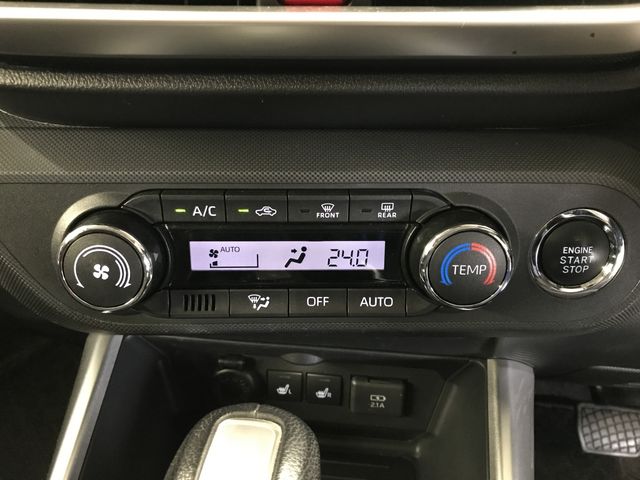 A/C
FRONT
REAR
AUTO
24.0
TEMP
ENGINE
START
STOP
OFF
AUTO
L
R
2.1A